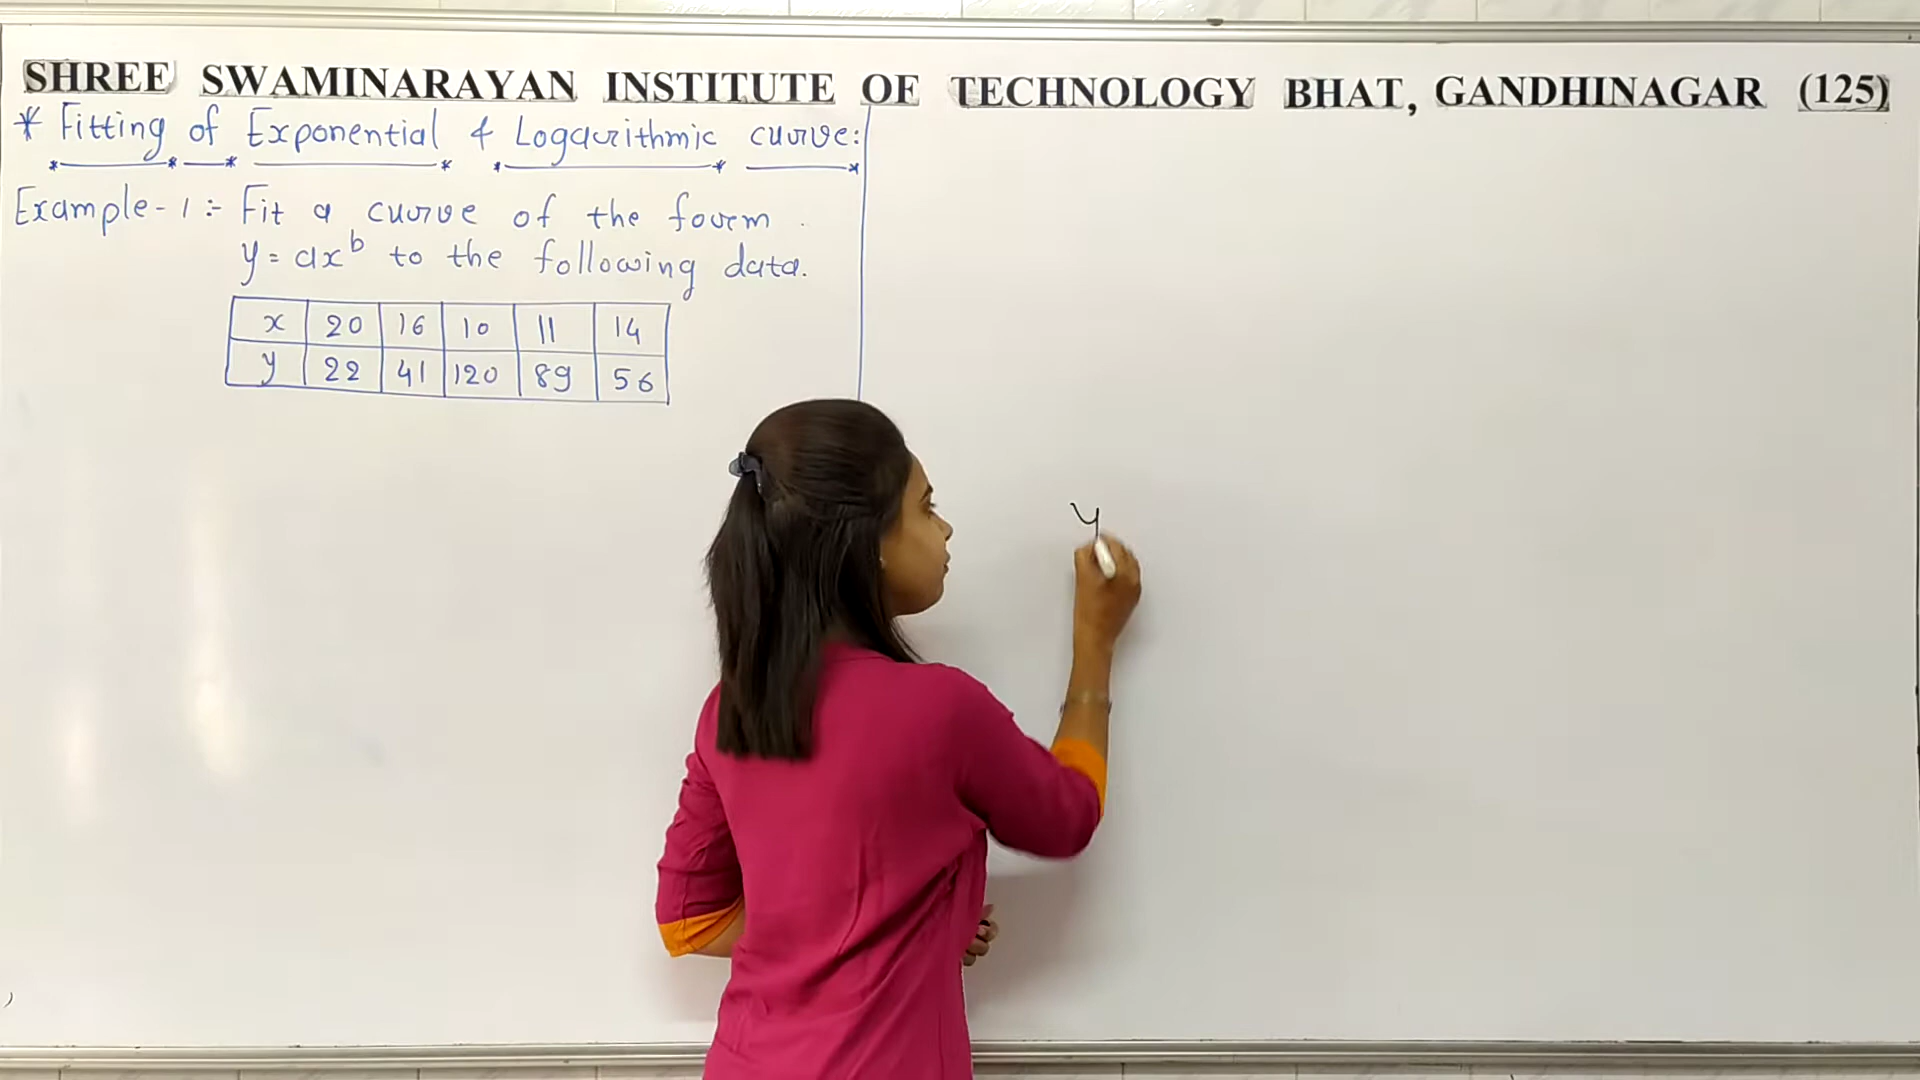 SHREE SWAMINARAYAN INSTITUTE OF TECHNOLOGY BHAT, GANDHINAGAR (125)
* Fitting of Exponential & Logarithmic curve:
Example-1 :- Fit a curve of the form
y = ax^b to the following data.
x 20 16 10 11 14
y 22 41 120 89 56
y